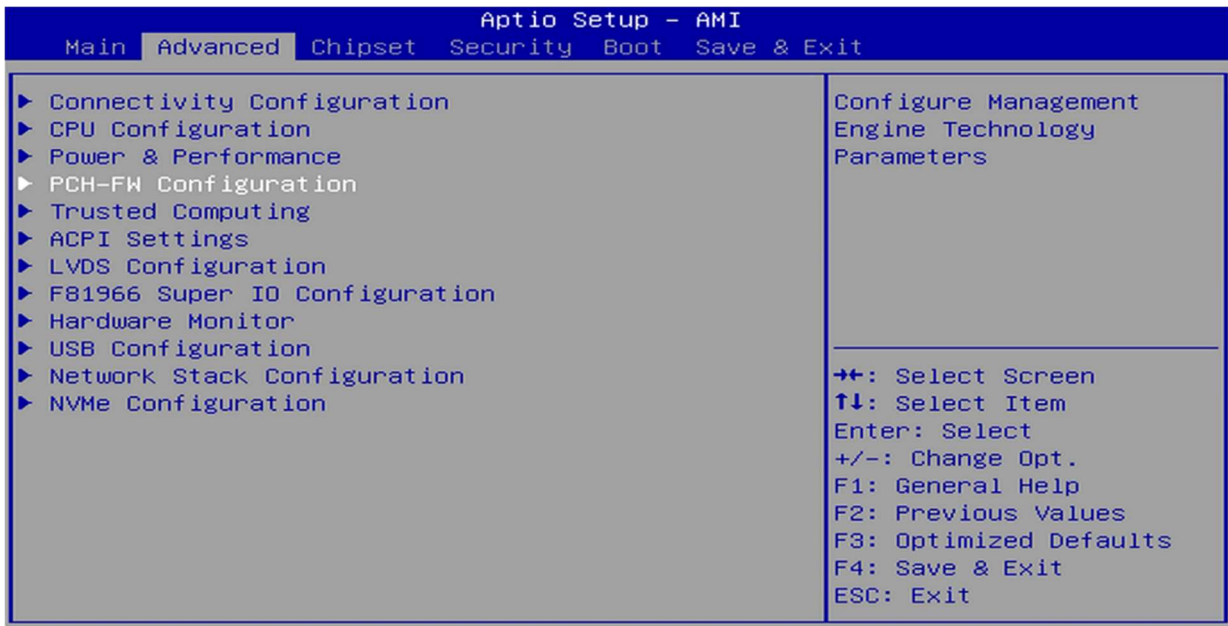 Aptio Setup – AMI
Main Advanced Chipset Security Boot Save & Exit
▶ Connectivity Configuration
▶ CPU Configuration
▶ Power & Performance
▶ PCH-FW Configuration
▶ Trusted Computing
▶ ACPI Settings
▶ LVDS Configuration
▶ F81966 Super IO Configuration
▶ Hardware Monitor
▶ USB Configuration
▶ Network Stack Configuration
▶ NVMe Configuration
Configure Management
Engine Technology
Parameters
→←: Select Screen
↑↓: Select Item
Enter: Select
+/-: Change Opt.
F1: General Help
F2: Previous Values
F3: Optimized Defaults
F4: Save & Exit
ESC: Exit